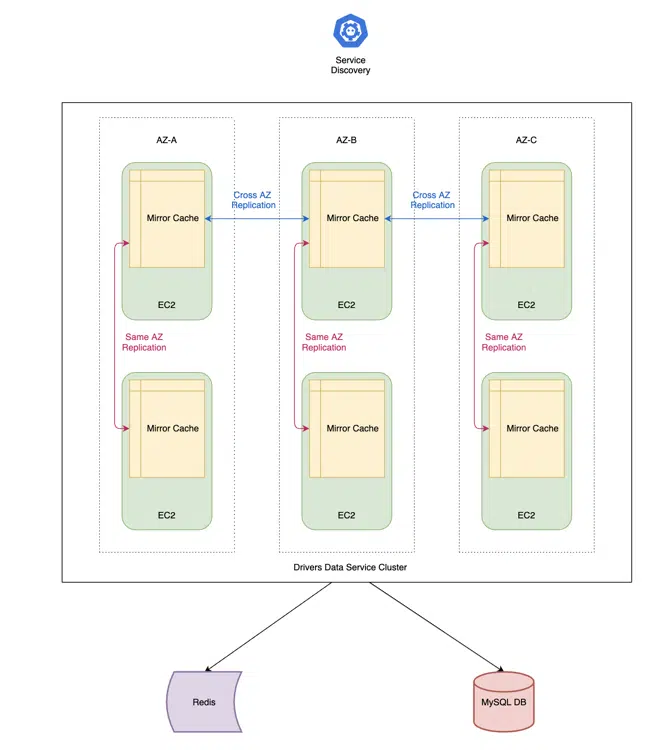 Service
Discovery
AZ-A
AZ-B
AZ-C
Cross AZ
Replication
Cross AZ
Replication
Mirror Cache
Mirror Cache
Mirror Cache
EC2
EC2
EC2
Same AZ
Replication
Same AZ
Replication
Same AZ
Replication
Mirror Cache
Mirror Cache
Mirror Cache
EC2
EC2
EC2
Drivers Data Service Cluster
Redis
MySQL DB